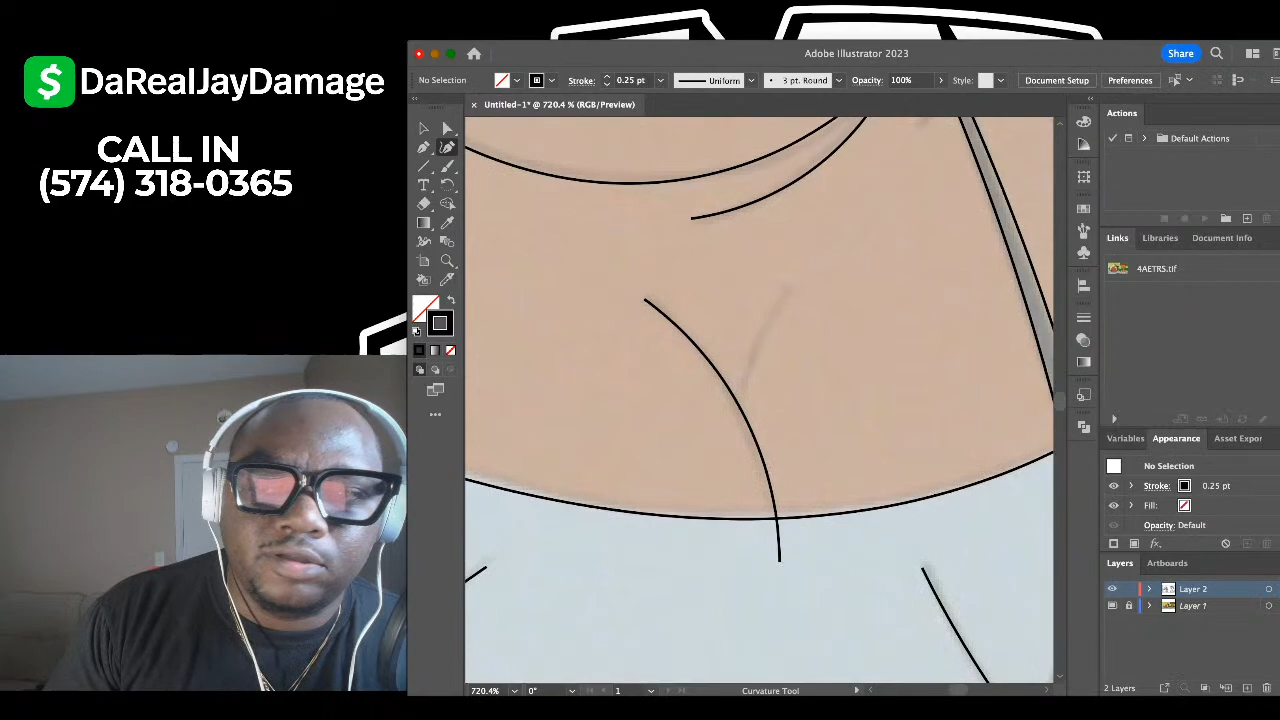 $ DaRealJayDamage
CALL IN
(574) 318-0365
Adobe Illustrator 2023
Share
No Selection
Stroke:
0.25 pt
Uniform
3 pt. Round
Opacity:
100%
Style:
Document Setup
Preferences
Untitled-1* @ 720.4 % (RGB/Preview)
Actions
Default Actions
Links
Libraries
Document Info
4AETRS.tif
Variables
Appearance
Asset Expor
No Selection
Stroke:
0.25 pt
Fill:
Opacity:
Default
fx
Layers
Artboards
Layer 2
Layer 1
2 Layers
720.4%
0°
1
Curvature Tool